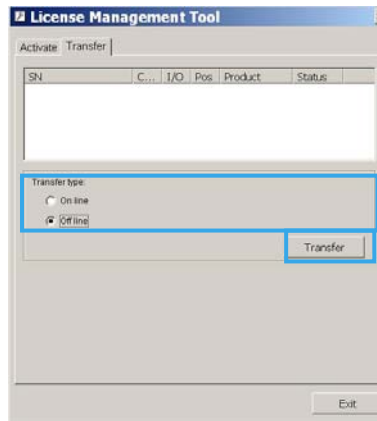 License Management Tool
Activate Transfer
SN C... I/O Pos Product Status
Transfer type:
On line
Off line
Transfer
Exit